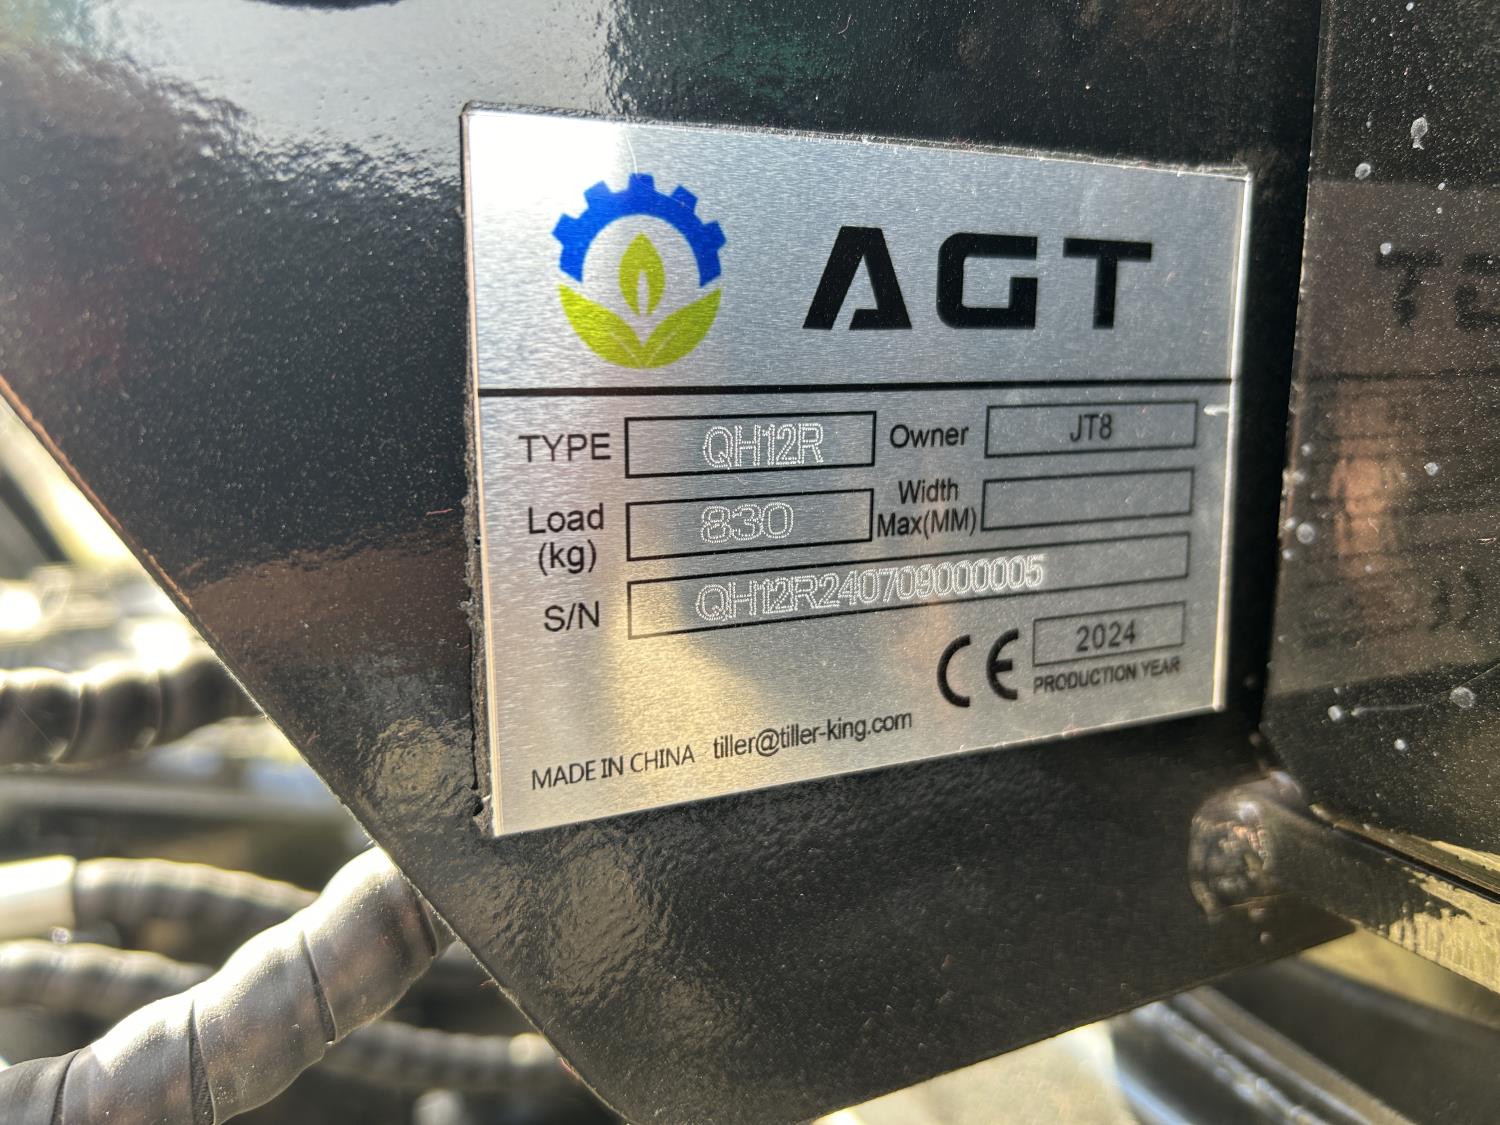 AGT
TYPE QH12R Owner JT8
Load (kg) 830 Width Max(MM)
S/N QH12R240709000005
CE 2024
PRODUCTION YEAR
MADE IN CHINA tiller@tiller-king.com